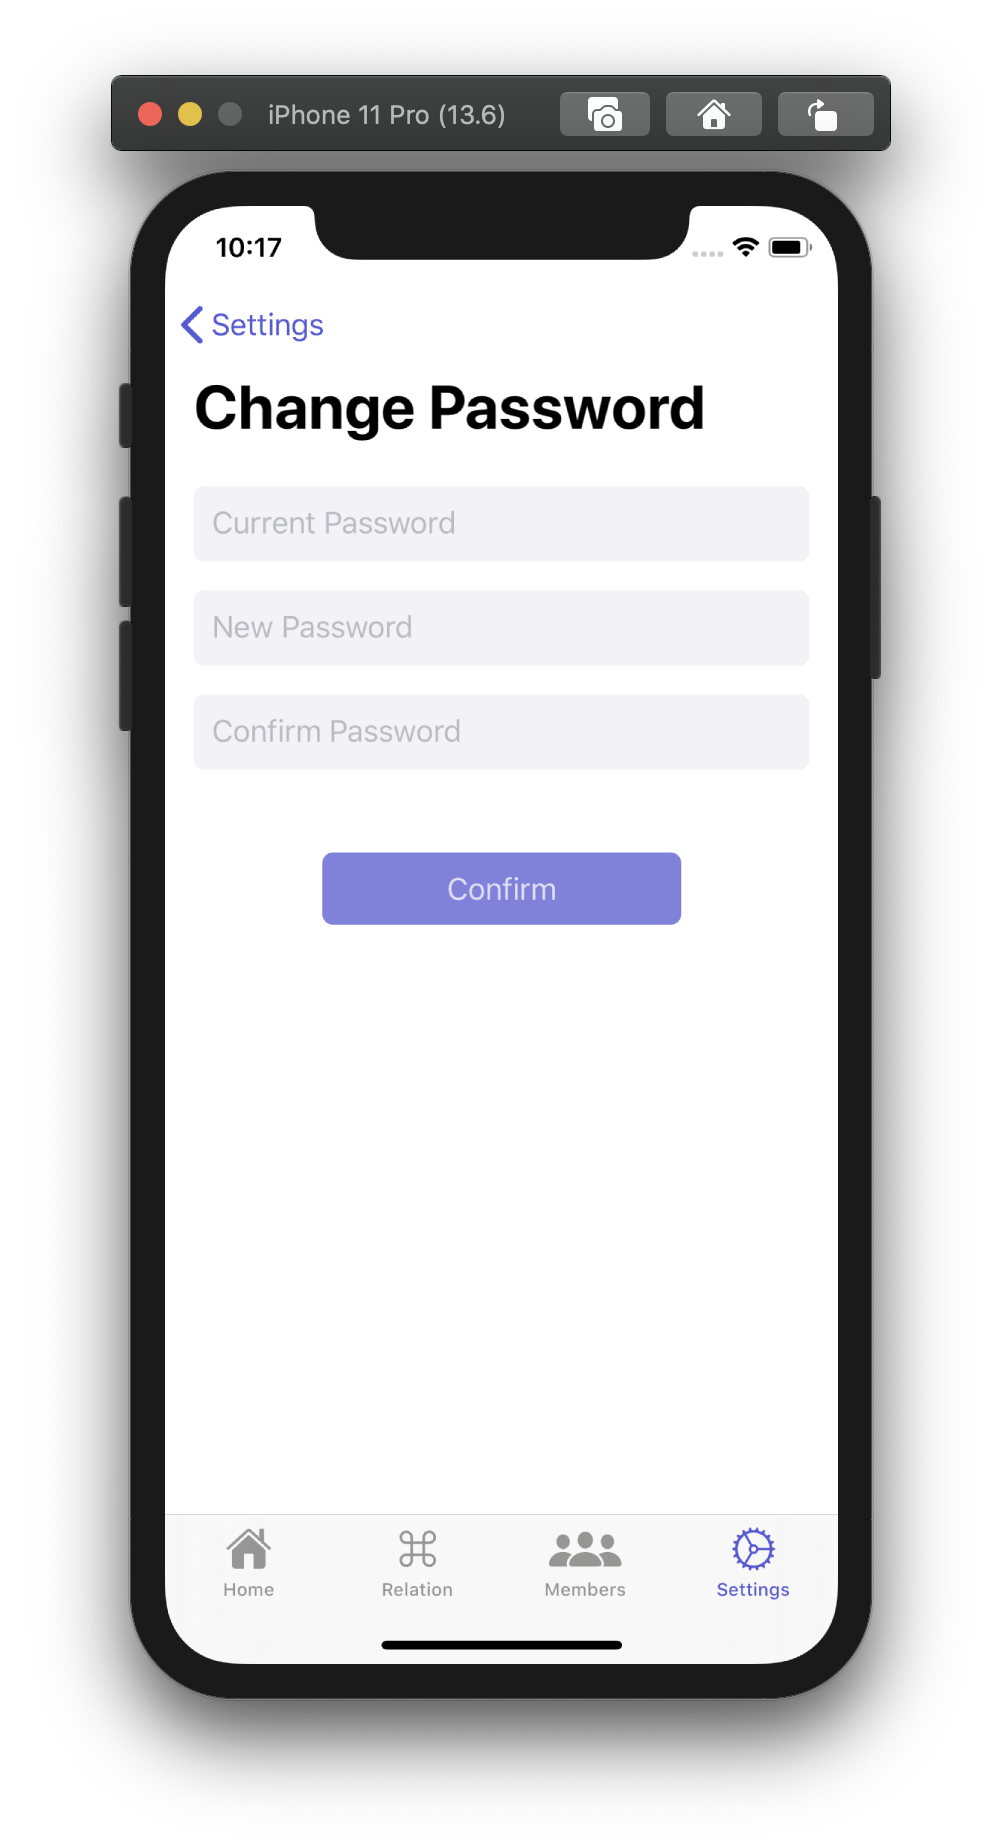 iPhone 11 Pro (13.6)
10:17
Settings
Change Password
Current Password
New Password
Confirm Password
Confirm
Home Relation Members Settings